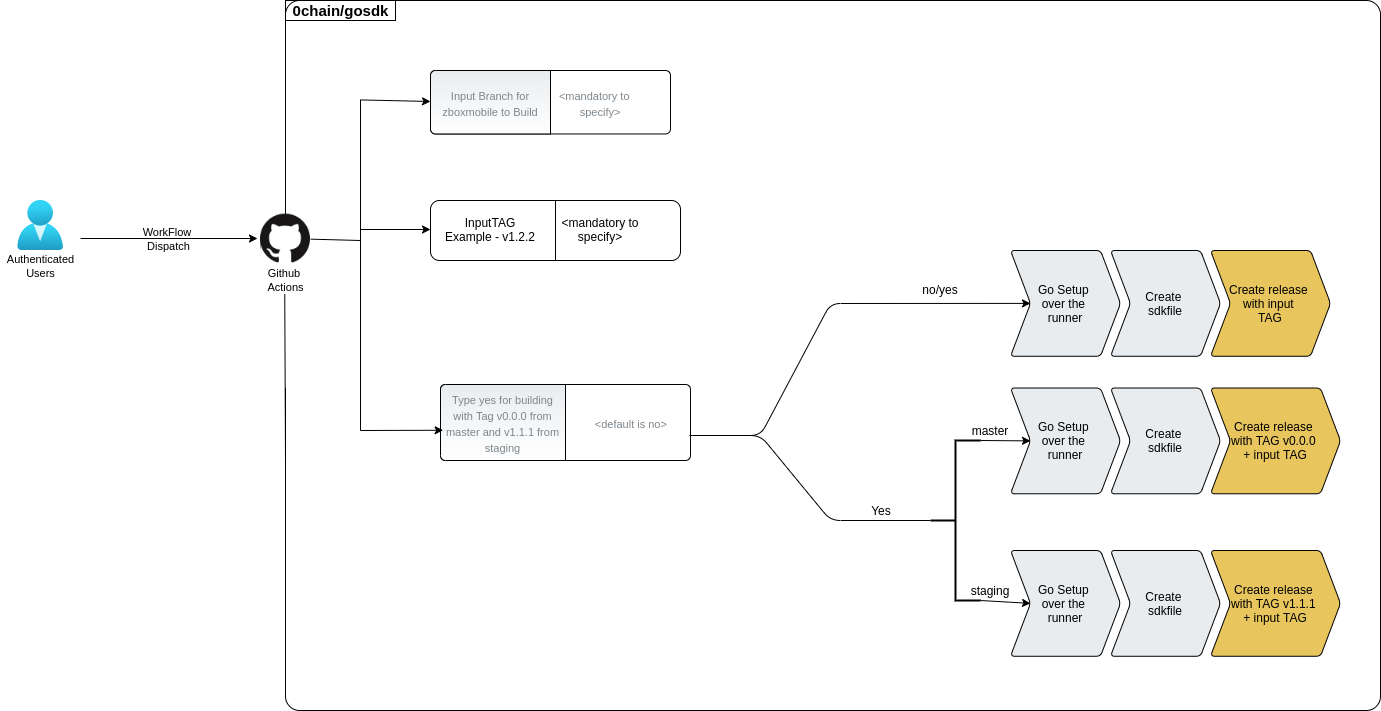 0chain/gosdk
Authenticated
Users
WorkFlow
Dispatch
Github
Actions
Input Branch for
zboxmobile to Build
<mandatory to
specify>
InputTAG
Example - v1.2.2
<mandatory to
specify>
Type yes for building
with Tag v0.0.0 from
master and v1.1.1 from
staging
<default is no>
no/yes
Go Setup
over the
runner
Create
sdkfile
Create release
with input
TAG
Yes
master
Go Setup
over the
runner
Create
sdkfile
Create release
with TAG v0.0.0
+ input TAG
staging
Go Setup
over the
runner
Create
sdkfile
Create release
with TAG v1.1.1
+ input TAG